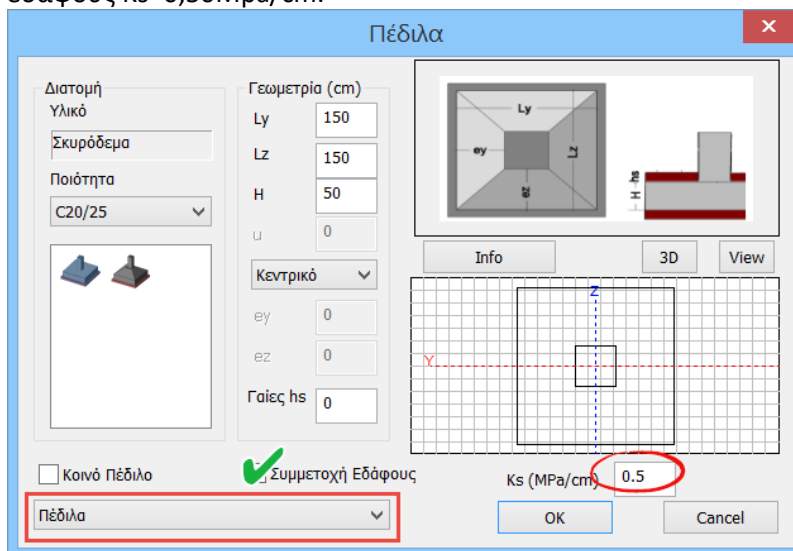 εδάφους Ks=0,50Mpa/cm.
Πέδιλα
Διατομή
Υλικό
Σκυρόδεμα
Ποιότητα
C20/25
Γεωμετρία (cm)
Ly 150
Lz 150
H 50
u 0
Κεντρικό
ey 0
ez 0
Γαίες hs 0
Ly
ey
Lz
ez
H hs
Info
3D
View
Z
Y
Κοινό Πέδιλο
Συμμετοχή Εδάφους
Ks (MPa/cm) 0.5
Πέδιλα
OK
Cancel